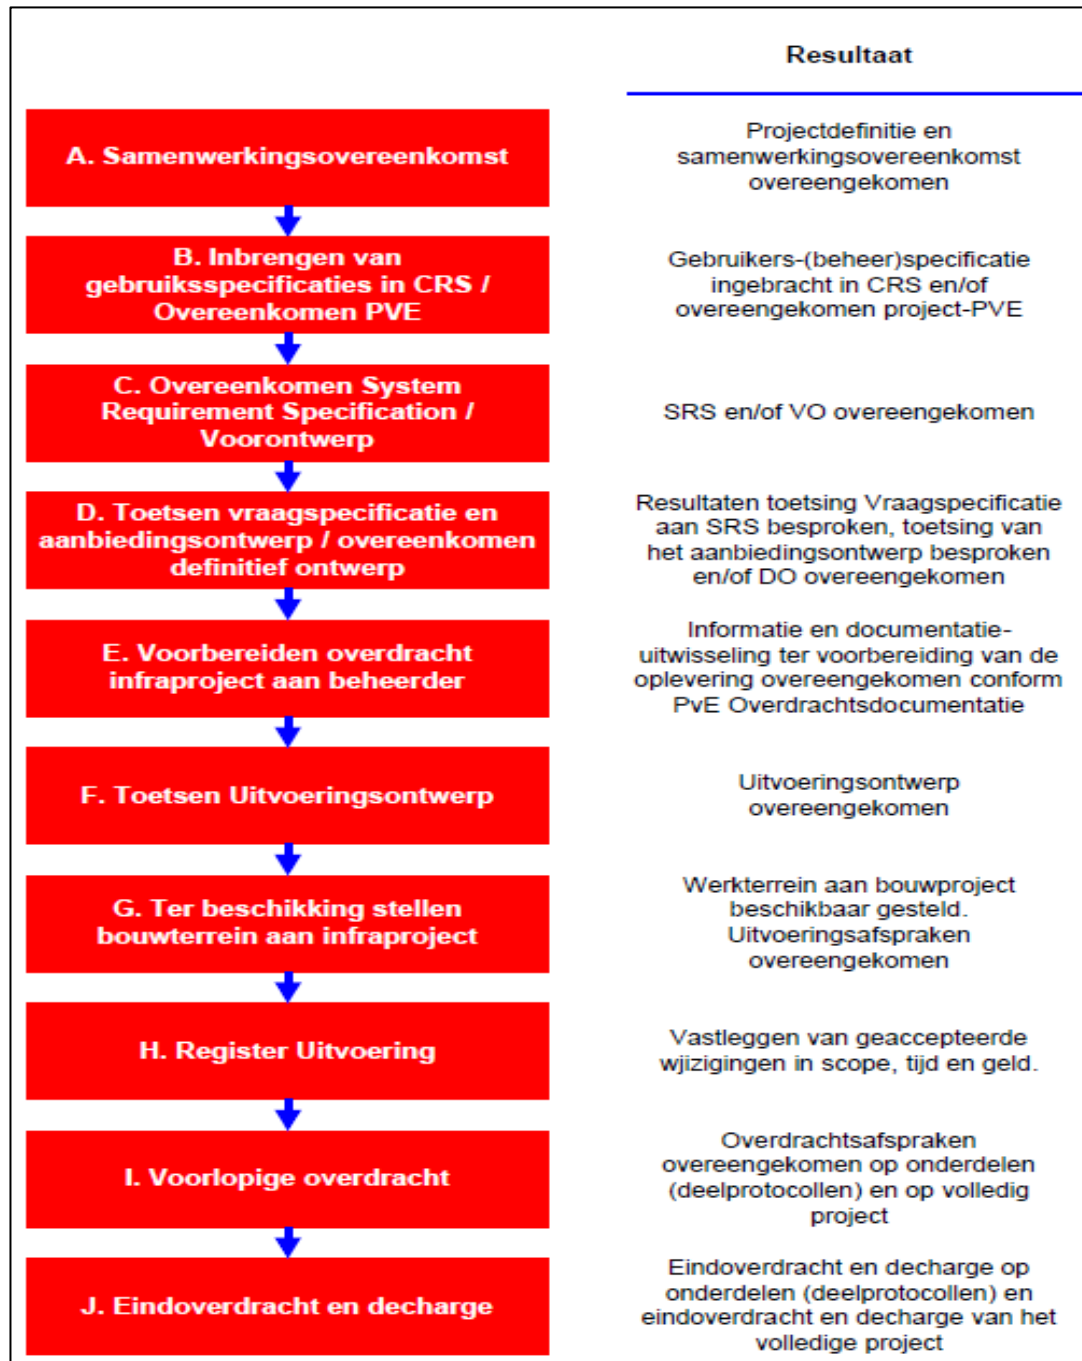 Resultaat
A. Samenwerkingsovereenkomst
Projectdefinitie en
samenwerkingsovereenkomst
overeengekomen
B. Inbrengen van
gebruiksspecificaties in CRS /
Overeenkomen PVE
Gebruikers-(beheer)specificatie
ingebracht in CRS en/of
overeengekomen project-PVE
C. Overeenkomen System
Requirement Specification /
Voorontwerp
SRS en/of VO overeengekomen
D. Toetsen vraagspecificatie en
aanbiedingsontwerp / overeenkomen
definitief ontwerp
Resultaten toetsing Vraagspecificatie
aan SRS besproken, toetsing van
het aanbiedingsontwerp besproken
en/of DO overeengekomen
E. Voorbereiden overdracht
infraproject aan beheerder
Informatie en documentatie-
uitwisseling ter voorbereiding van de
oplevering overeengekomen conform
PvE Overdrachtsdocumentatie
F. Toetsen Uitvoeringsontwerp
Uitvoeringsontwerp
overeengekomen
G. Ter beschikking stellen
bouwterrein aan infraproject
Werkterrein aan bouwproject
beschikbaar gesteld.
Uitvoeringsafspraken
overeengekomen
H. Register Uitvoering
Vastleggen van geaccepteerde
wjizigingen in scope, tijd en geld.
I. Voorlopige overdracht
Overdrachtsafspraken
overeengekomen op onderdelen
(deelprotocollen) en op volledig
project
J. Eindoverdracht en decharge
Eindoverdracht en decharge op
onderdelen (deelprotocollen) en
eindoverdracht en decharge van het
volledige project